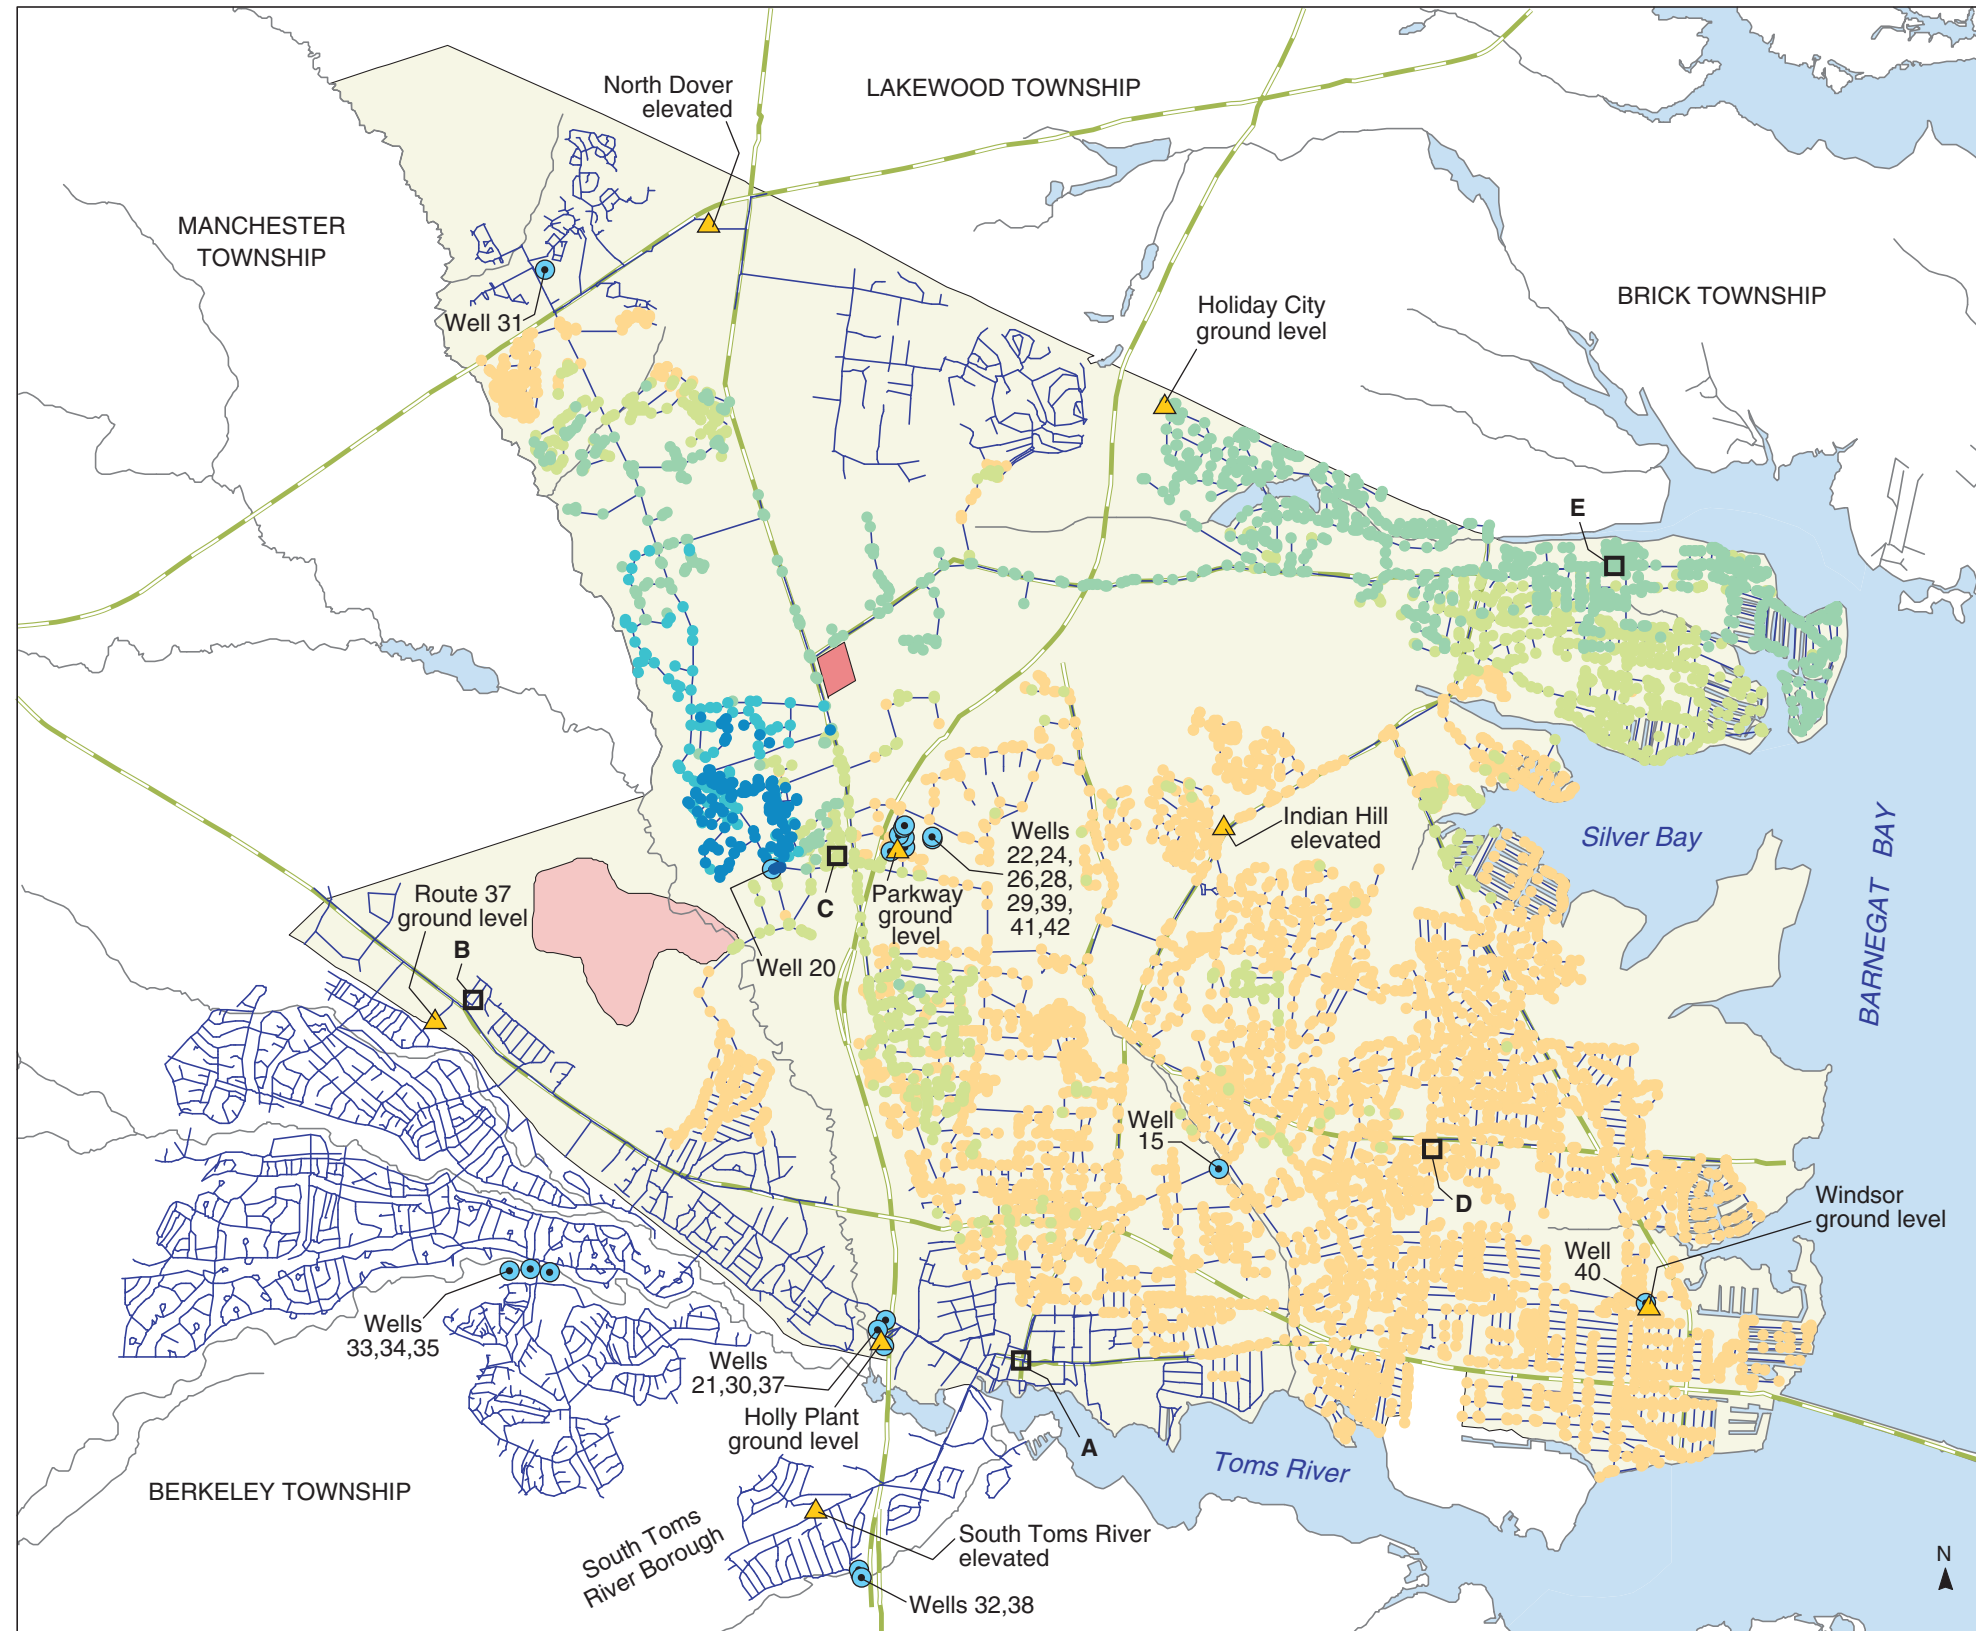 North Dover
elevated
LAKEWOOD TOWNSHIP
MANCHESTER
TOWNSHIP
BRICK TOWNSHIP
Holiday City
ground level
Well 31
E
Indian Hill
elevated
Silver Bay
BARNEGAT BAY
Wells
22,24,
26,28,
29,39,
41,42
Parkway
ground
level
C
Route 37
ground level
B
Well 20
Well
15
D
Windsor
ground level
Well
40
Wells
33,34,35
Wells
21,30,37
Holly Plant
ground level
A
Toms River
BERKELEY TOWNSHIP
South Toms
River Borough
South Toms River
elevated
Wells 32,38
N